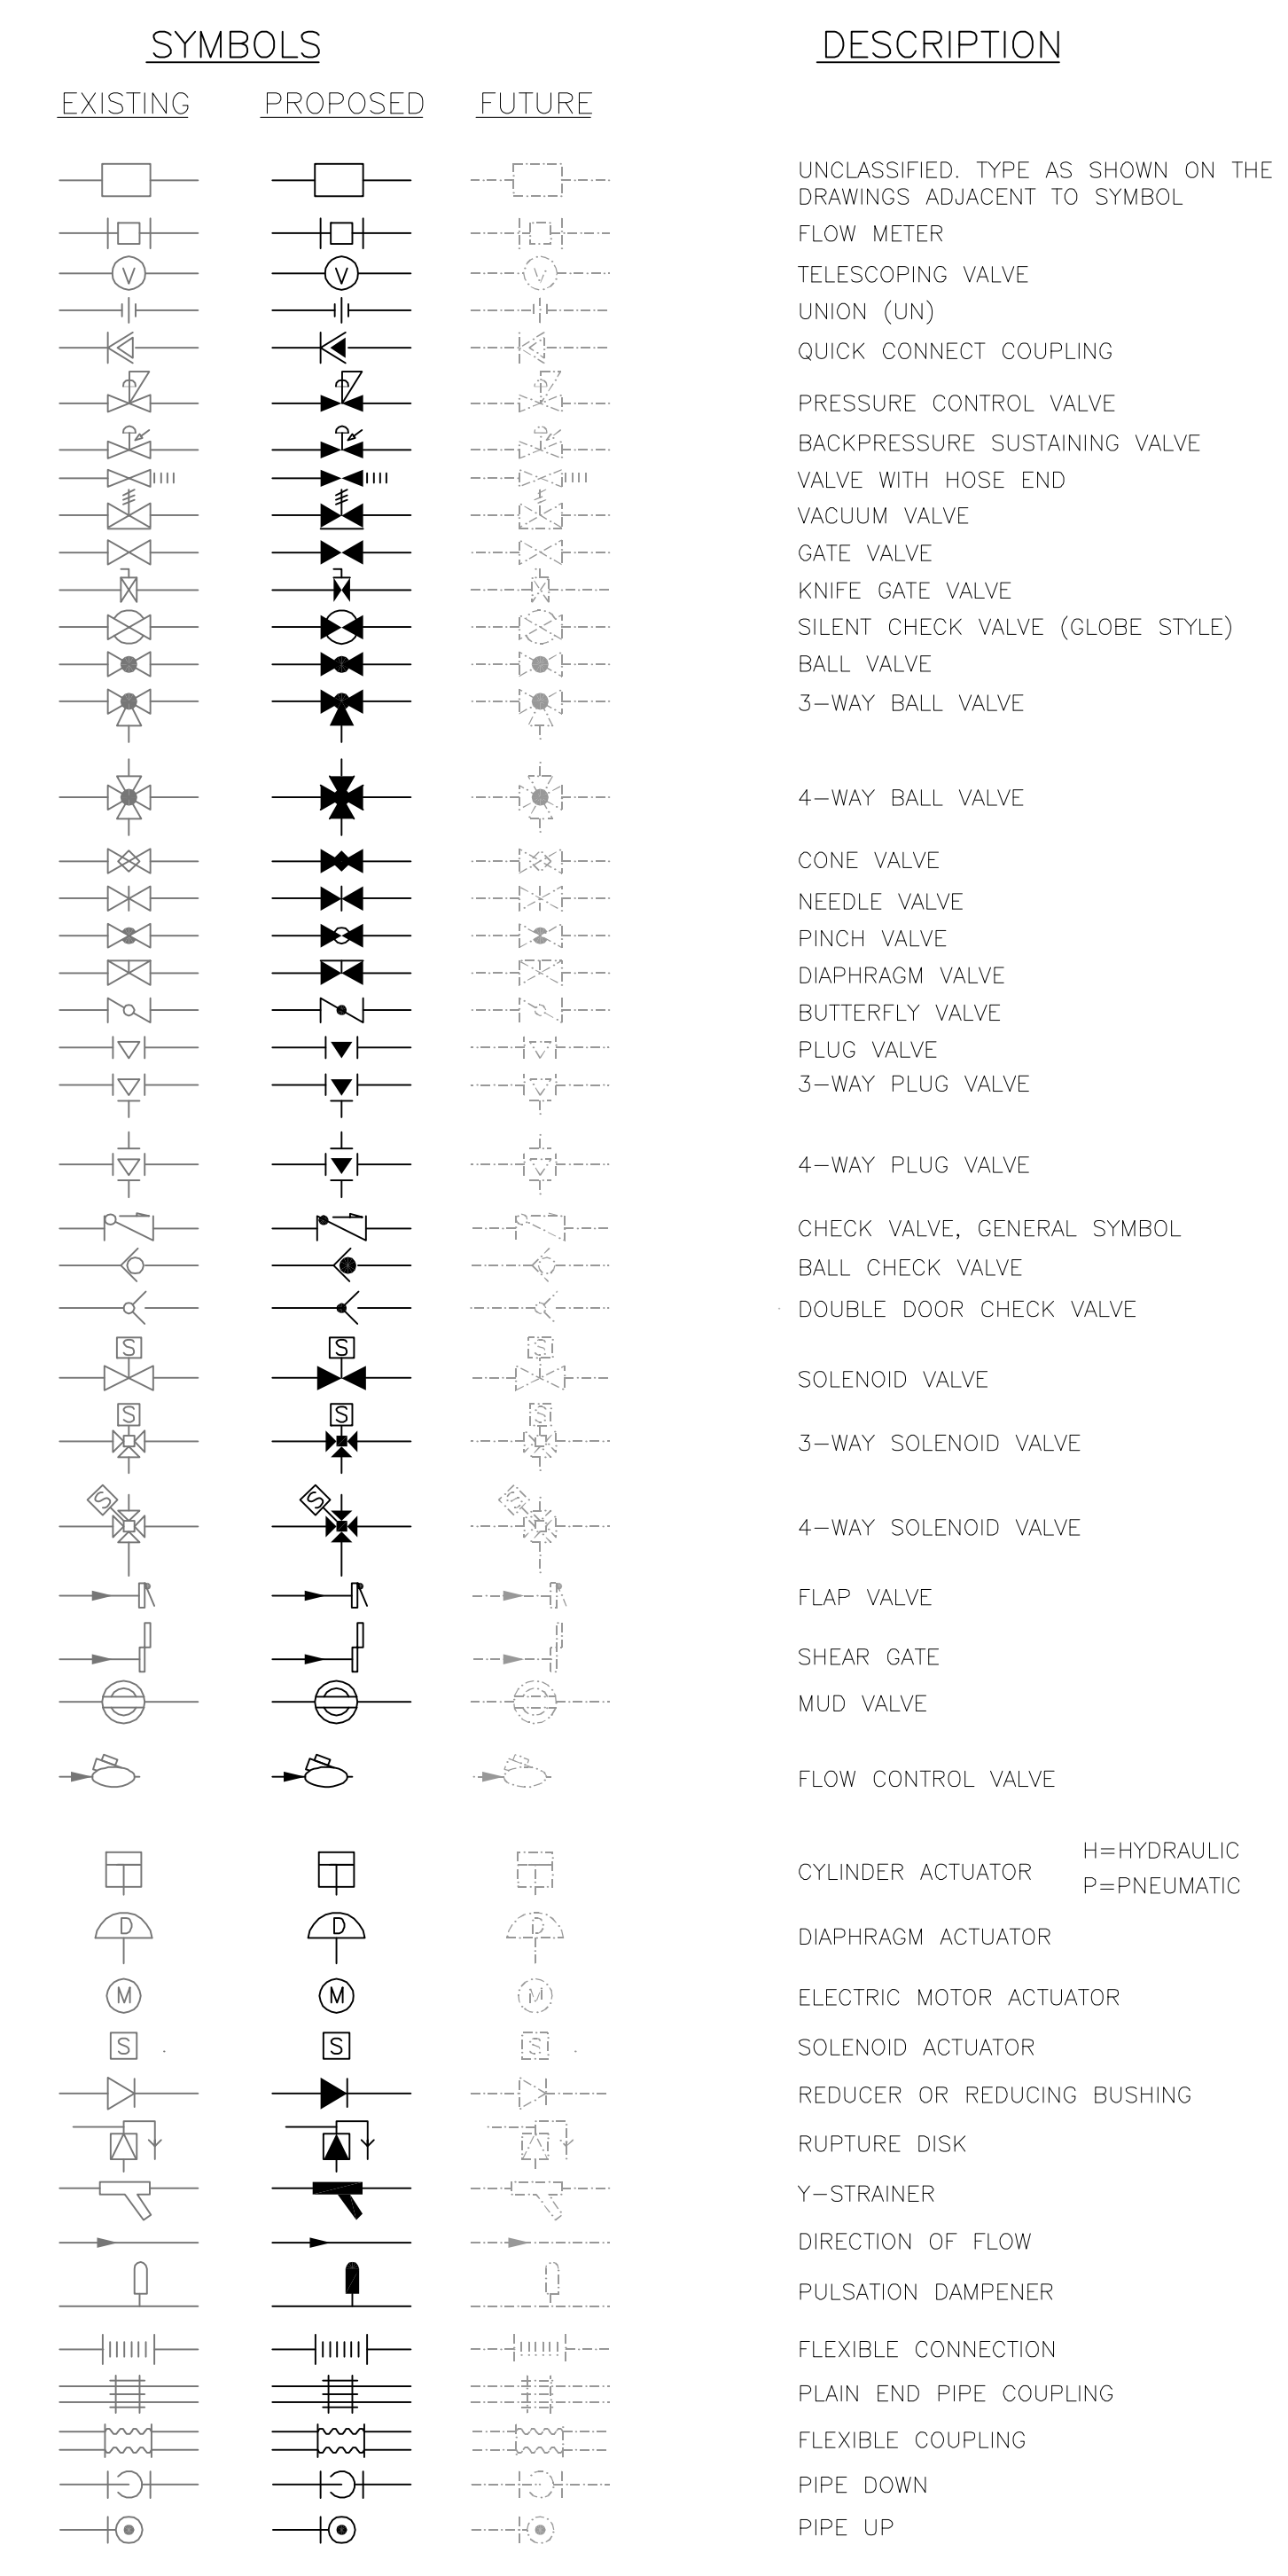 SYMBOLS
DESCRIPTION
EXISTING
PROPOSED
FUTURE
UNCLASSIFIED. TYPE AS SHOWN ON THE
DRAWINGS ADJACENT TO SYMBOL
FLOW METER
V
V
V
TELESCOPING VALVE
UNION (UN)
QUICK CONNECT COUPLING
PRESSURE CONTROL VALVE
BACKPRESSURE SUSTAINING VALVE
VALVE WITH HOSE END
VACUUM VALVE
GATE VALVE
KNIFE GATE VALVE
SILENT CHECK VALVE (GLOBE STYLE)
BALL VALVE
3-WAY BALL VALVE
4-WAY BALL VALVE
CONE VALVE
NEEDLE VALVE
PINCH VALVE
DIAPHRAGM VALVE
BUTTERFLY VALVE
PLUG VALVE
3-WAY PLUG VALVE
4-WAY PLUG VALVE
CHECK VALVE, GENERAL SYMBOL
BALL CHECK VALVE
DOUBLE DOOR CHECK VALVE
S
S
S
SOLENOID VALVE
S
S
S
3-WAY SOLENOID VALVE
S
S
S
4-WAY SOLENOID VALVE
FLAP VALVE
SHEAR GATE
MUD VALVE
FLOW CONTROL VALVE
CYLINDER ACTUATOR
H=HYDRAULIC
P=PNEUMATIC
D
D
D
DIAPHRAGM ACTUATOR
M
M
M
ELECTRIC MOTOR ACTUATOR
S
S
S
SOLENOID ACTUATOR
REDUCER OR REDUCING BUSHING
RUPTURE DISK
Y-STRAINER
DIRECTION OF FLOW
PULSATION DAMPENER
FLEXIBLE CONNECTION
PLAIN END PIPE COUPLING
FLEXIBLE COUPLING
PIPE DOWN
PIPE UP